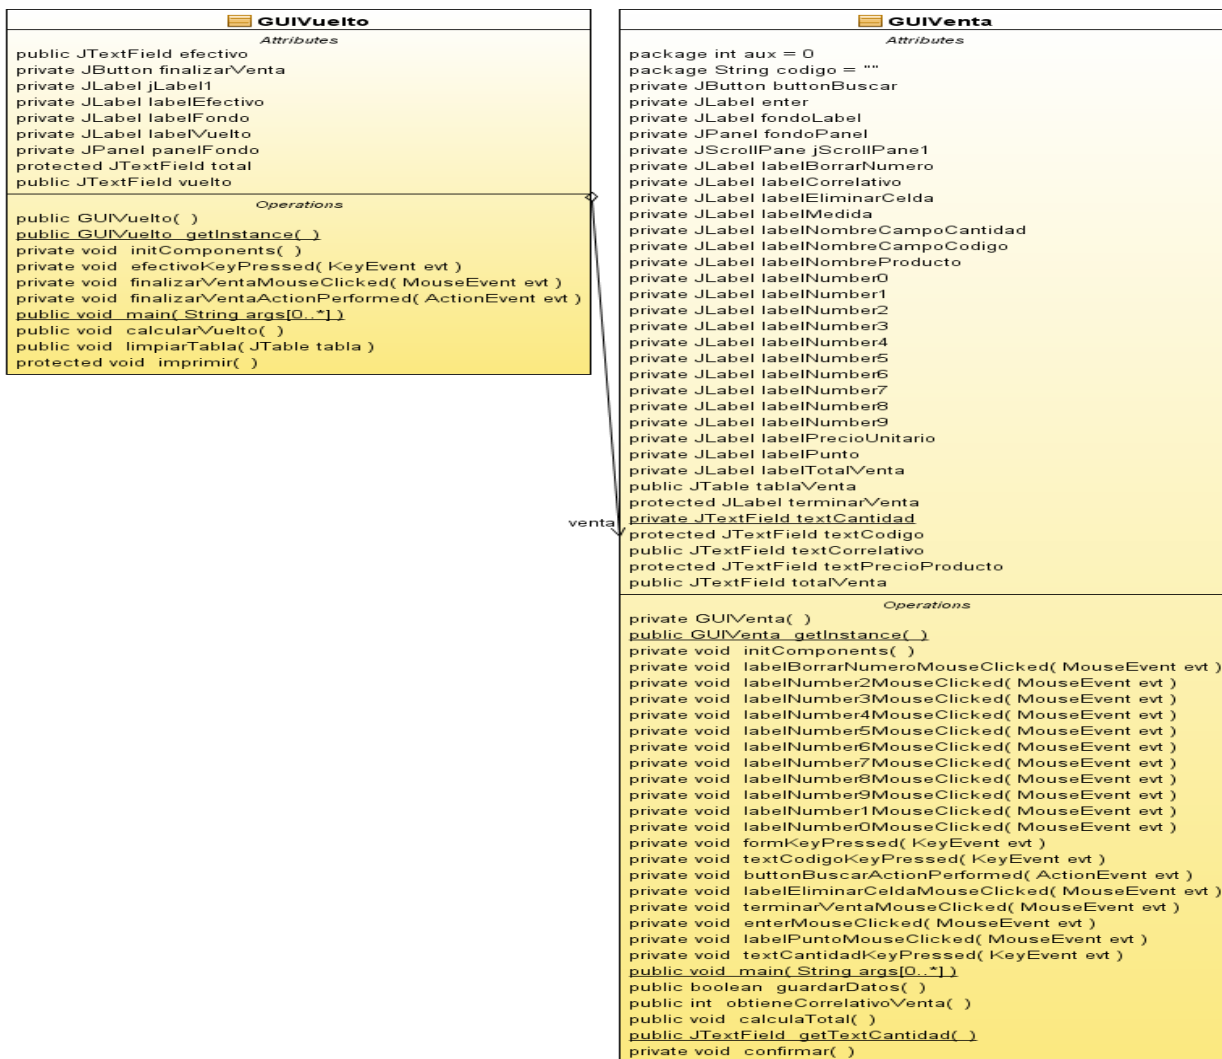 GUIVuelto
Attributes
public JTextField efectivo
private JButton finalizarVenta
private JLabel jLabel1
private JLabel labelEfectivo
private JLabel labelFondo
private JLabel labelVuelto
private JPanel panelFondo
protected JTextField total
public JTextField vuelto
Operations
public GUIVuelto( )
public GUIVuelto getInstance( )
private void initComponents( )
private void efectivoKeyPressed( KeyEvent evt )
private void finalizarVentaMouseClicked( MouseEvent evt )
private void finalizarVentaActionPerformed( ActionEvent evt )
public void main( String args[0..*] )
public void calcularVuelto( )
public void limpiarTabla( JTable tabla )
protected void imprimir( )
venta
GUIVenta
Attributes
package int aux = 0
package String codigo = ""
private JButton buttonBuscar
private JLabel enter
private JLabel fondoLabel
private JPanel fondoPanel
private JScrollPane jScrollPane1
private JLabel labelBorrarNumero
private JLabel labelCorrelativo
private JLabel labelEliminarCelda
private JLabel labelMedida
private JLabel labelNombreCampoCantidad
private JLabel labelNombreCampoCodigo
private JLabel labelNombreProducto
private JLabel labelNumber0
private JLabel labelNumber1
private JLabel labelNumber2
private JLabel labelNumber3
private JLabel labelNumber4
private JLabel labelNumber5
private JLabel labelNumber6
private JLabel labelNumber7
private JLabel labelNumber8
private JLabel labelNumber9
private JLabel labelPrecioUnitario
private JLabel labelPunto
private JLabel labelTotalVenta
public JTable tablaVenta
protected JLabel terminarVenta
private JTextField textCantidad
protected JTextField textCodigo
public JTextField textCorrelativo
protected JTextField textPrecioProducto
public JTextField totalVenta
Operations
private GUIVenta( )
public GUIVenta getInstance( )
private void initComponents( )
private void labelBorrarNumeroMouseClicked( MouseEvent evt )
private void labelNumber2MouseClicked( MouseEvent evt )
private void labelNumber3MouseClicked( MouseEvent evt )
private void labelNumber4MouseClicked( MouseEvent evt )
private void labelNumber5MouseClicked( MouseEvent evt )
private void labelNumber6MouseClicked( MouseEvent evt )
private void labelNumber7MouseClicked( MouseEvent evt )
private void labelNumber8MouseClicked( MouseEvent evt )
private void labelNumber9MouseClicked( MouseEvent evt )
private void labelNumber1MouseClicked( MouseEvent evt )
private void labelNumber0MouseClicked( MouseEvent evt )
private void formKeyPressed( KeyEvent evt )
private void textCodigoKeyPressed( KeyEvent evt )
private void buttonBuscarActionPerformed( ActionEvent evt )
private void labelEliminarCeldaMouseClicked( MouseEvent evt )
private void terminarVentaMouseClicked( MouseEvent evt )
private void enterMouseClicked( MouseEvent evt )
private void labelPuntoMouseClicked( MouseEvent evt )
private void textCantidadKeyPressed( KeyEvent evt )
public void main( String args[0..*] )
public boolean guardarDatos( )
public int obtieneCorrelativoVenta( )
public void calculaTotal( )
public JTextField getTextCantidad( )
private void confirmar( )